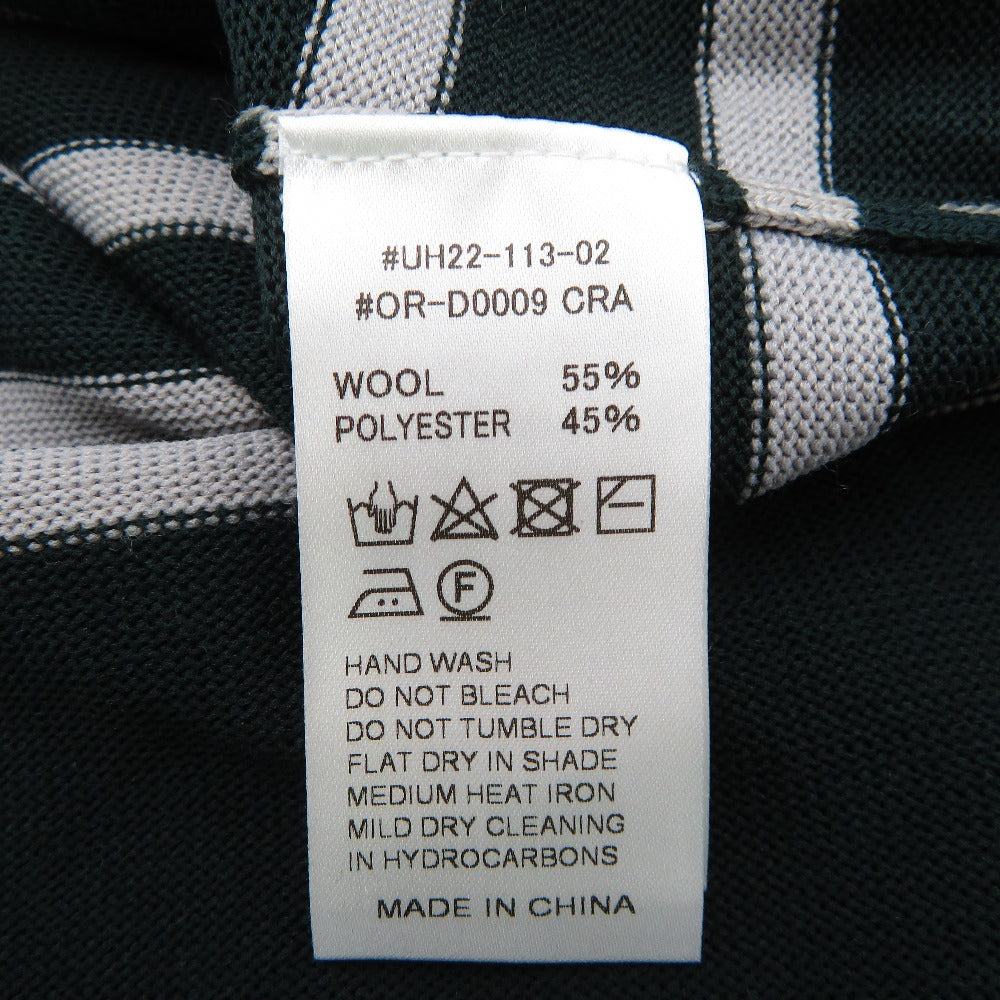 #UH22-113-02
#OR-D0009 CRA
WOOL 55%
POLYESTER 45%
F
HAND WASH
DO NOT BLEACH
DO NOT TUMBLE DRY
FLAT DRY IN SHADE
MEDIUM HEAT IRON
MILD DRY CLEANING
IN HYDROCARBONS
MADE IN CHINA